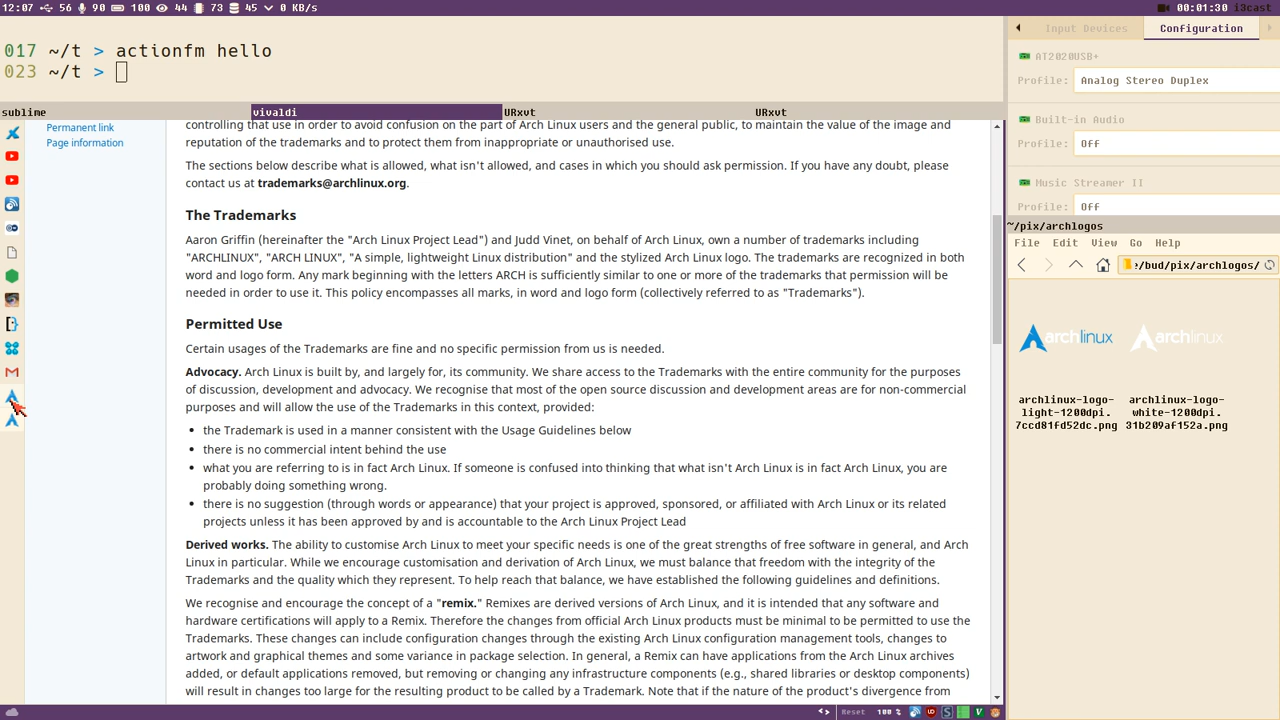 12:07 56 90 100 44 73 45 0 KB/s 00:01:30 i3cast
017 ~/t > actionfm hello
023 ~/t >
sublime vivaldi URxvt URxvt
Permanent link
Page information
controlling that use in order to avoid confusion on the part of Arch Linux users and the general public, to maintain the value of the image and
reputation of the trademarks and to protect them from inappropriate or unauthorised use.
The sections below describe what is allowed, what isn't allowed, and cases in which you should ask permission. If you have any doubt, please
contact us at trademarks@archlinux.org.
The Trademarks
Aaron Griffin (hereinafter the "Arch Linux Project Lead") and Judd Vinet, on behalf of Arch Linux, own a number of trademarks including
"ARCHLINUX", "ARCH LINUX", "A simple, lightweight Linux distribution" and the stylized Arch Linux logo. The trademarks are recognized in both
word and logo form. Any mark beginning with the letters ARCH is sufficiently similar to one or more of the trademarks that permission will be
needed in order to use it. This policy encompasses all marks, in word and logo form (collectively referred to as "Trademarks").
Permitted Use
Certain usages of the Trademarks are fine and no specific permission from us is needed.
Advocacy. Arch Linux is built by, and largely for, its community. We share access to the Trademarks with the entire community for the purposes
of discussion, development and advocacy. We recognise that most of the open source discussion and development areas are for non-commercial
purposes and will allow the use of the Trademarks in this context, provided:
• the Trademark is used in a manner consistent with the Usage Guidelines below
• there is no commercial intent behind the use
• what you are referring to is in fact Arch Linux. If someone is confused into thinking that what isn't Arch Linux is in fact Arch Linux, you are
probably doing something wrong.
• there is no suggestion (through words or appearance) that your project is approved, sponsored, or affiliated with Arch Linux or its related
projects unless it has been approved by and is accountable to the Arch Linux Project Lead
Derived works. The ability to customise Arch Linux to meet your specific needs is one of the great strengths of free software in general, and Arch
Linux in particular. While we encourage customisation and derivation of Arch Linux, we must balance that freedom with the integrity of the
Trademarks and the quality which they represent. To help reach that balance, we have established the following guidelines and definitions.
We recognise and encourage the concept of a "remix." Remixes are derived versions of Arch Linux, and it is intended that any software and
hardware certifications will apply to a Remix. Therefore the changes from official Arch Linux products must be minimal to be permitted to use the
Trademarks. These changes can include configuration changes through the existing Arch Linux configuration management tools, changes to
artwork and graphical themes and some variance in package selection. In general, a Remix can have applications from the Arch Linux archives
added, or default applications removed, but removing or changing any infrastructure components (e.g., shared libraries or desktop components)
will result in changes too large for the resulting product to be called by a Trademark. Note that if the nature of the product's divergence from
Reset 100 %
Input Devices Configuration
AT2020USB+
Profile: Analog Stereo Duplex
Built-in Audio
Profile: Off
Music Streamer II
Profile: Off
~/pix/archlogos
File Edit View Go Help
:/bud/pix/archlogos/
archlinux archlinux
archlinux-logo-
light-1200dpi.
7ccd81fd52dc.png
archlinux-logo-
white-1200dpi.
31b209af152a.png